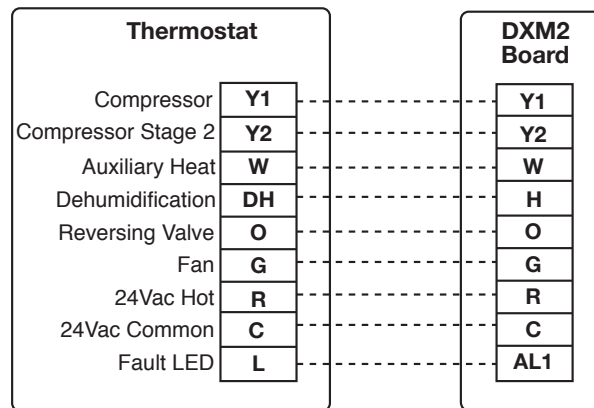 Thermostat
DXM2
Board
Compressor Y1 Y1
Compressor Stage 2 Y2 Y2
Auxiliary Heat W W
Dehumidification DH H
Reversing Valve O O
Fan G G
24Vac Hot R R
24Vac Common C C
Fault LED L AL1